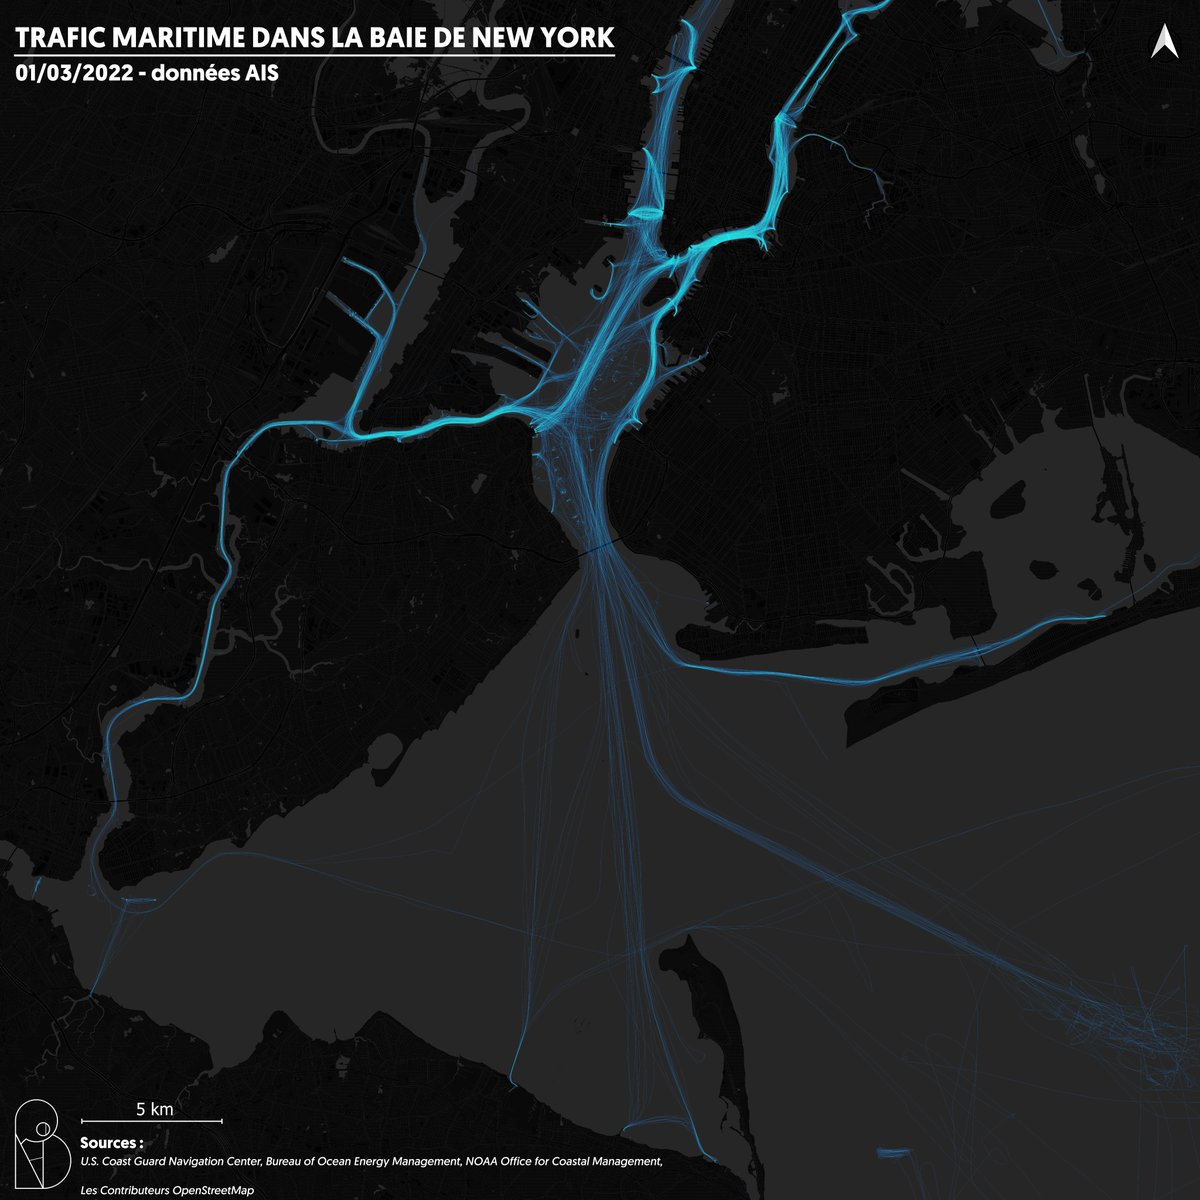 TRAFIC MARITIME DANS LA BAIE DE NEW YORK
01/03/2022 - données AIS
5 km
Sources :
U.S. Coast Guard Navigation Center, Bureau of Ocean Energy Management, NOAA Office for Coastal Management,
Les Contributeurs OpenStreetMap